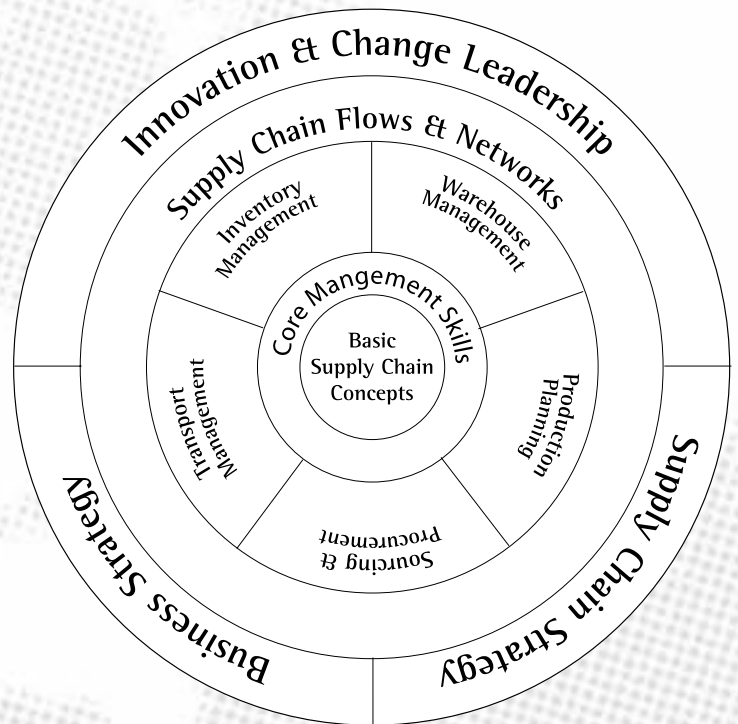 Innovation & Change Leadership
Supply Chain Flows & Networks
Inventory
Management
Warehouse
Management
Core Mangement Skills
Basic
Supply Chain
Concepts
Transport
Management
Production
Planning
Sourcing &
Procurement
Business Strategy
Supply Chain Strategy